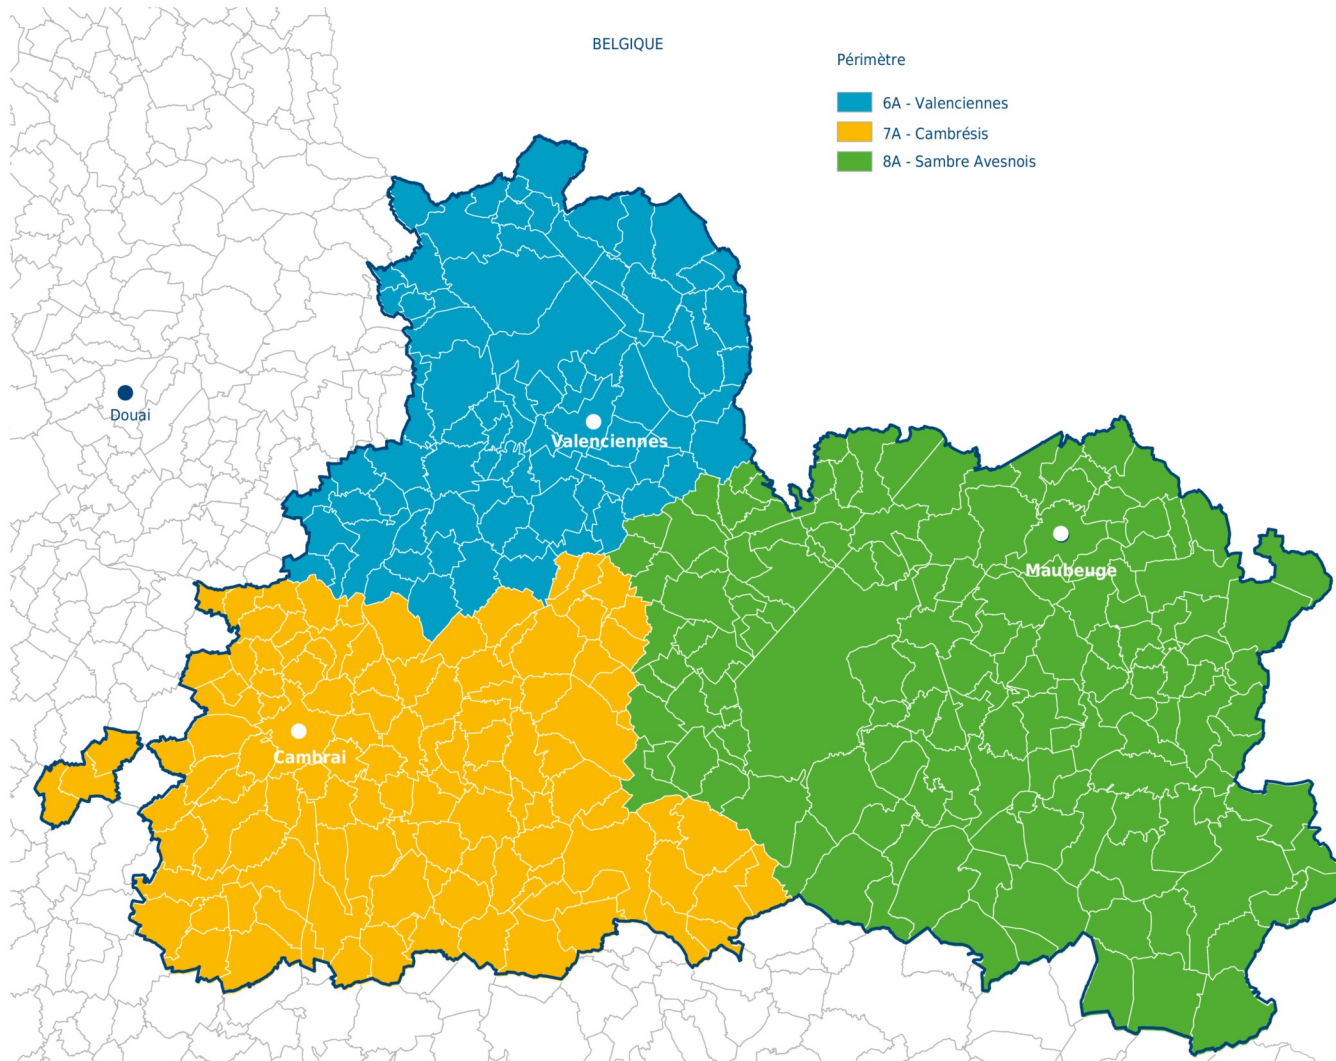 BELGIQUE
Périmètre
6A - Valenciennes
7A - Cambrésis
8A - Sambre Avesnois
Douai
Valenciennes
Maubeuge
Cambrai